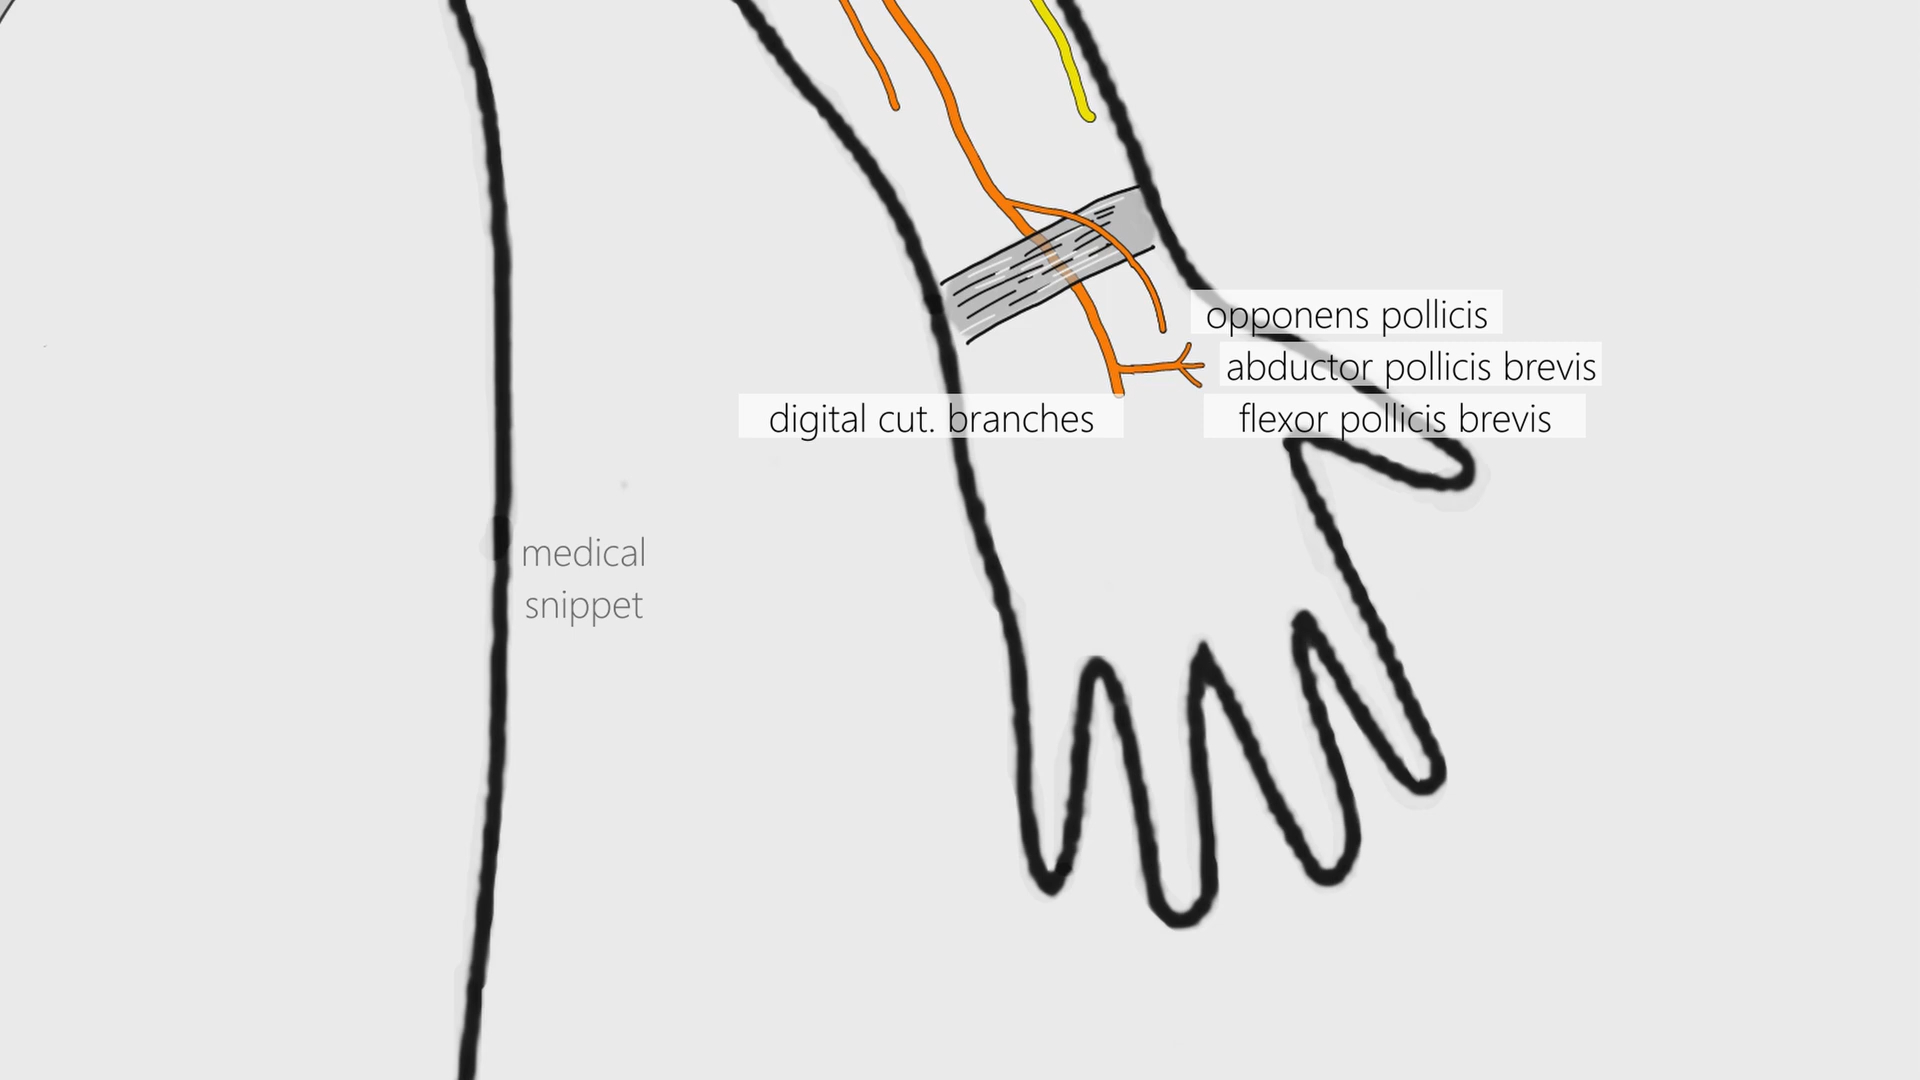 opponens pollicis
abductor pollicis brevis
digital cut. branches
flexor pollicis brevis
medical
snippet